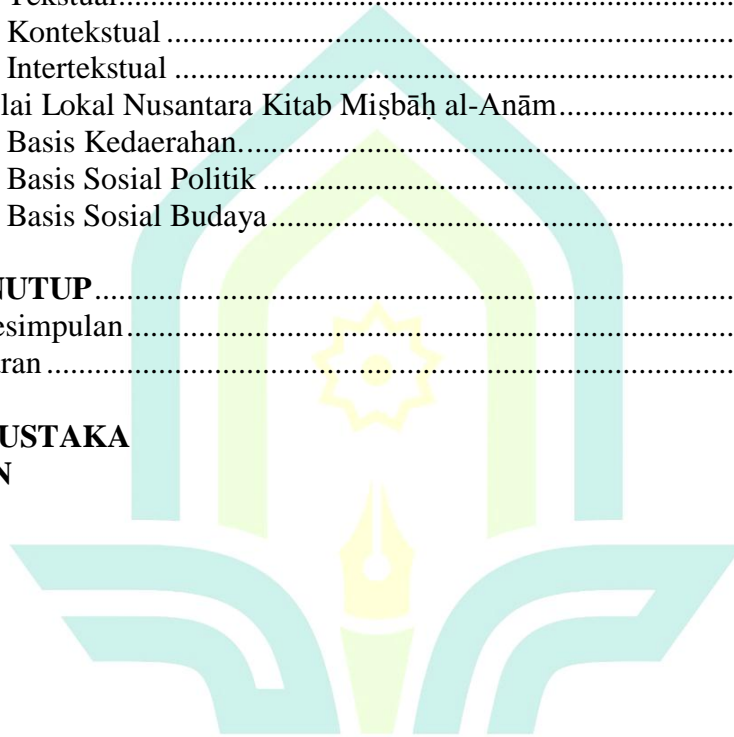 Tekstual..............................................................................
Kontekstual.......................................................................
Intertekstual......................................................................
lai Lokal Nusantara Kitab Miṣbāḥ al-Anām......................
Basis Kedaerahan..............................................................
Basis Sosial Politik...........................................................
Basis Sosial Budaya..........................................................
NUTUP................................................................................
esimpulan............................................................................
ran......................................................................................
USTAKA
N